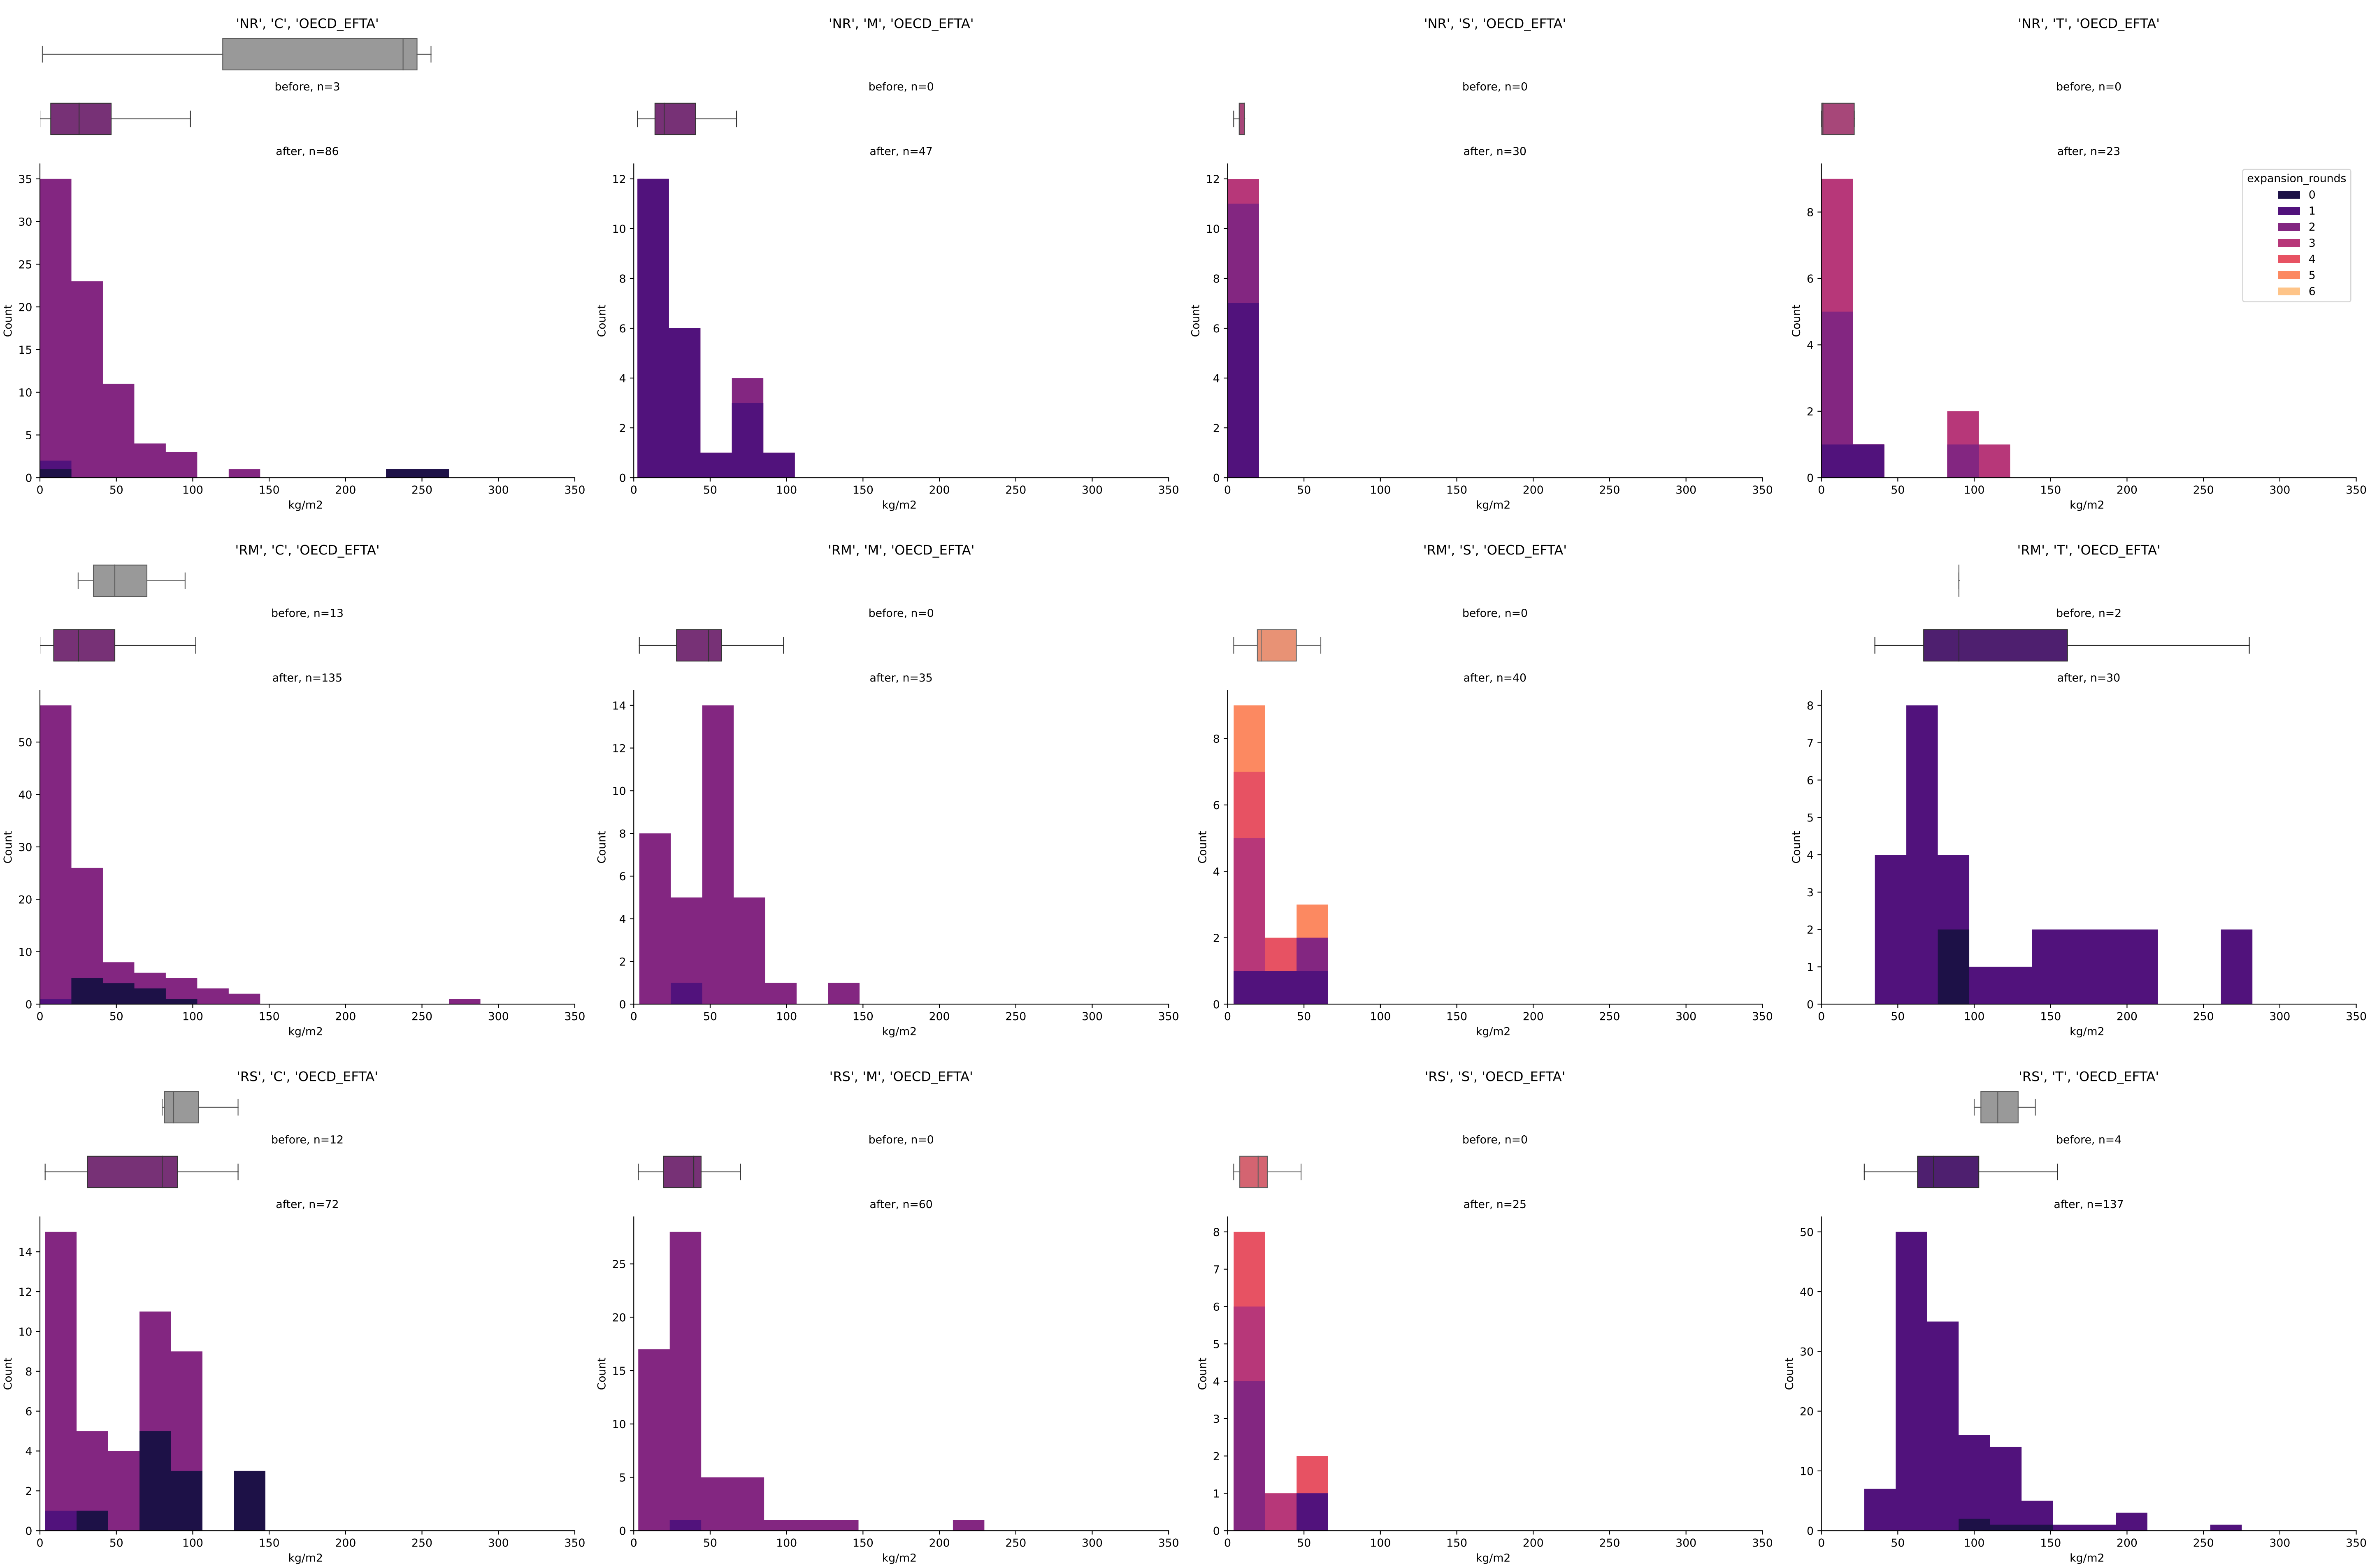 'NR', 'C', 'OECD_EFTA'
before, n=3
after, n=86
35
30
25
20
15
10
5
0
Count
0 50 100 150 200 250 300 350
kg/m2
'NR', 'M', 'OECD_EFTA'
before, n=0
after, n=47
12
10
8
6
4
2
0
Count
0 50 100 150 200 250 300 350
kg/m2
'NR', 'S', 'OECD_EFTA'
before, n=0
after, n=30
12
10
8
6
4
2
0
Count
0 50 100 150 200 250 300 350
kg/m2
'NR', 'T', 'OECD_EFTA'
before, n=0
after, n=23
expansion_rounds
0
1
2
3
4
5
6
8
6
4
2
0
Count
0 50 100 150 200 250 300 350
kg/m2
'RM', 'C', 'OECD_EFTA'
before, n=13
after, n=135
50
40
30
20
10
0
Count
0 50 100 150 200 250 300 350
kg/m2
'RM', 'M', 'OECD_EFTA'
before, n=0
after, n=35
14
12
10
8
6
4
2
0
Count
0 50 100 150 200 250 300 350
kg/m2
'RM', 'S', 'OECD_EFTA'
before, n=0
after, n=40
8
6
4
2
0
Count
0 50 100 150 200 250 300 350
kg/m2
'RM', 'T', 'OECD_EFTA'
before, n=2
after, n=30
8
7
6
5
4
3
2
1
0
Count
0 50 100 150 200 250 300 350
kg/m2
'RS', 'C', 'OECD_EFTA'
before, n=12
after, n=72
14
12
10
8
6
4
2
0
Count
0 50 100 150 200 250 300 350
kg/m2
'RS', 'M', 'OECD_EFTA'
before, n=0
after, n=60
25
20
15
10
5
0
Count
0 50 100 150 200 250 300 350
kg/m2
'RS', 'S', 'OECD_EFTA'
before, n=0
after, n=25
8
7
6
5
4
3
2
1
0
Count
0 50 100 150 200 250 300 350
kg/m2
'RS', 'T', 'OECD_EFTA'
before, n=4
after, n=137
50
40
30
20
10
0
Count
0 50 100 150 200 250 300 350
kg/m2